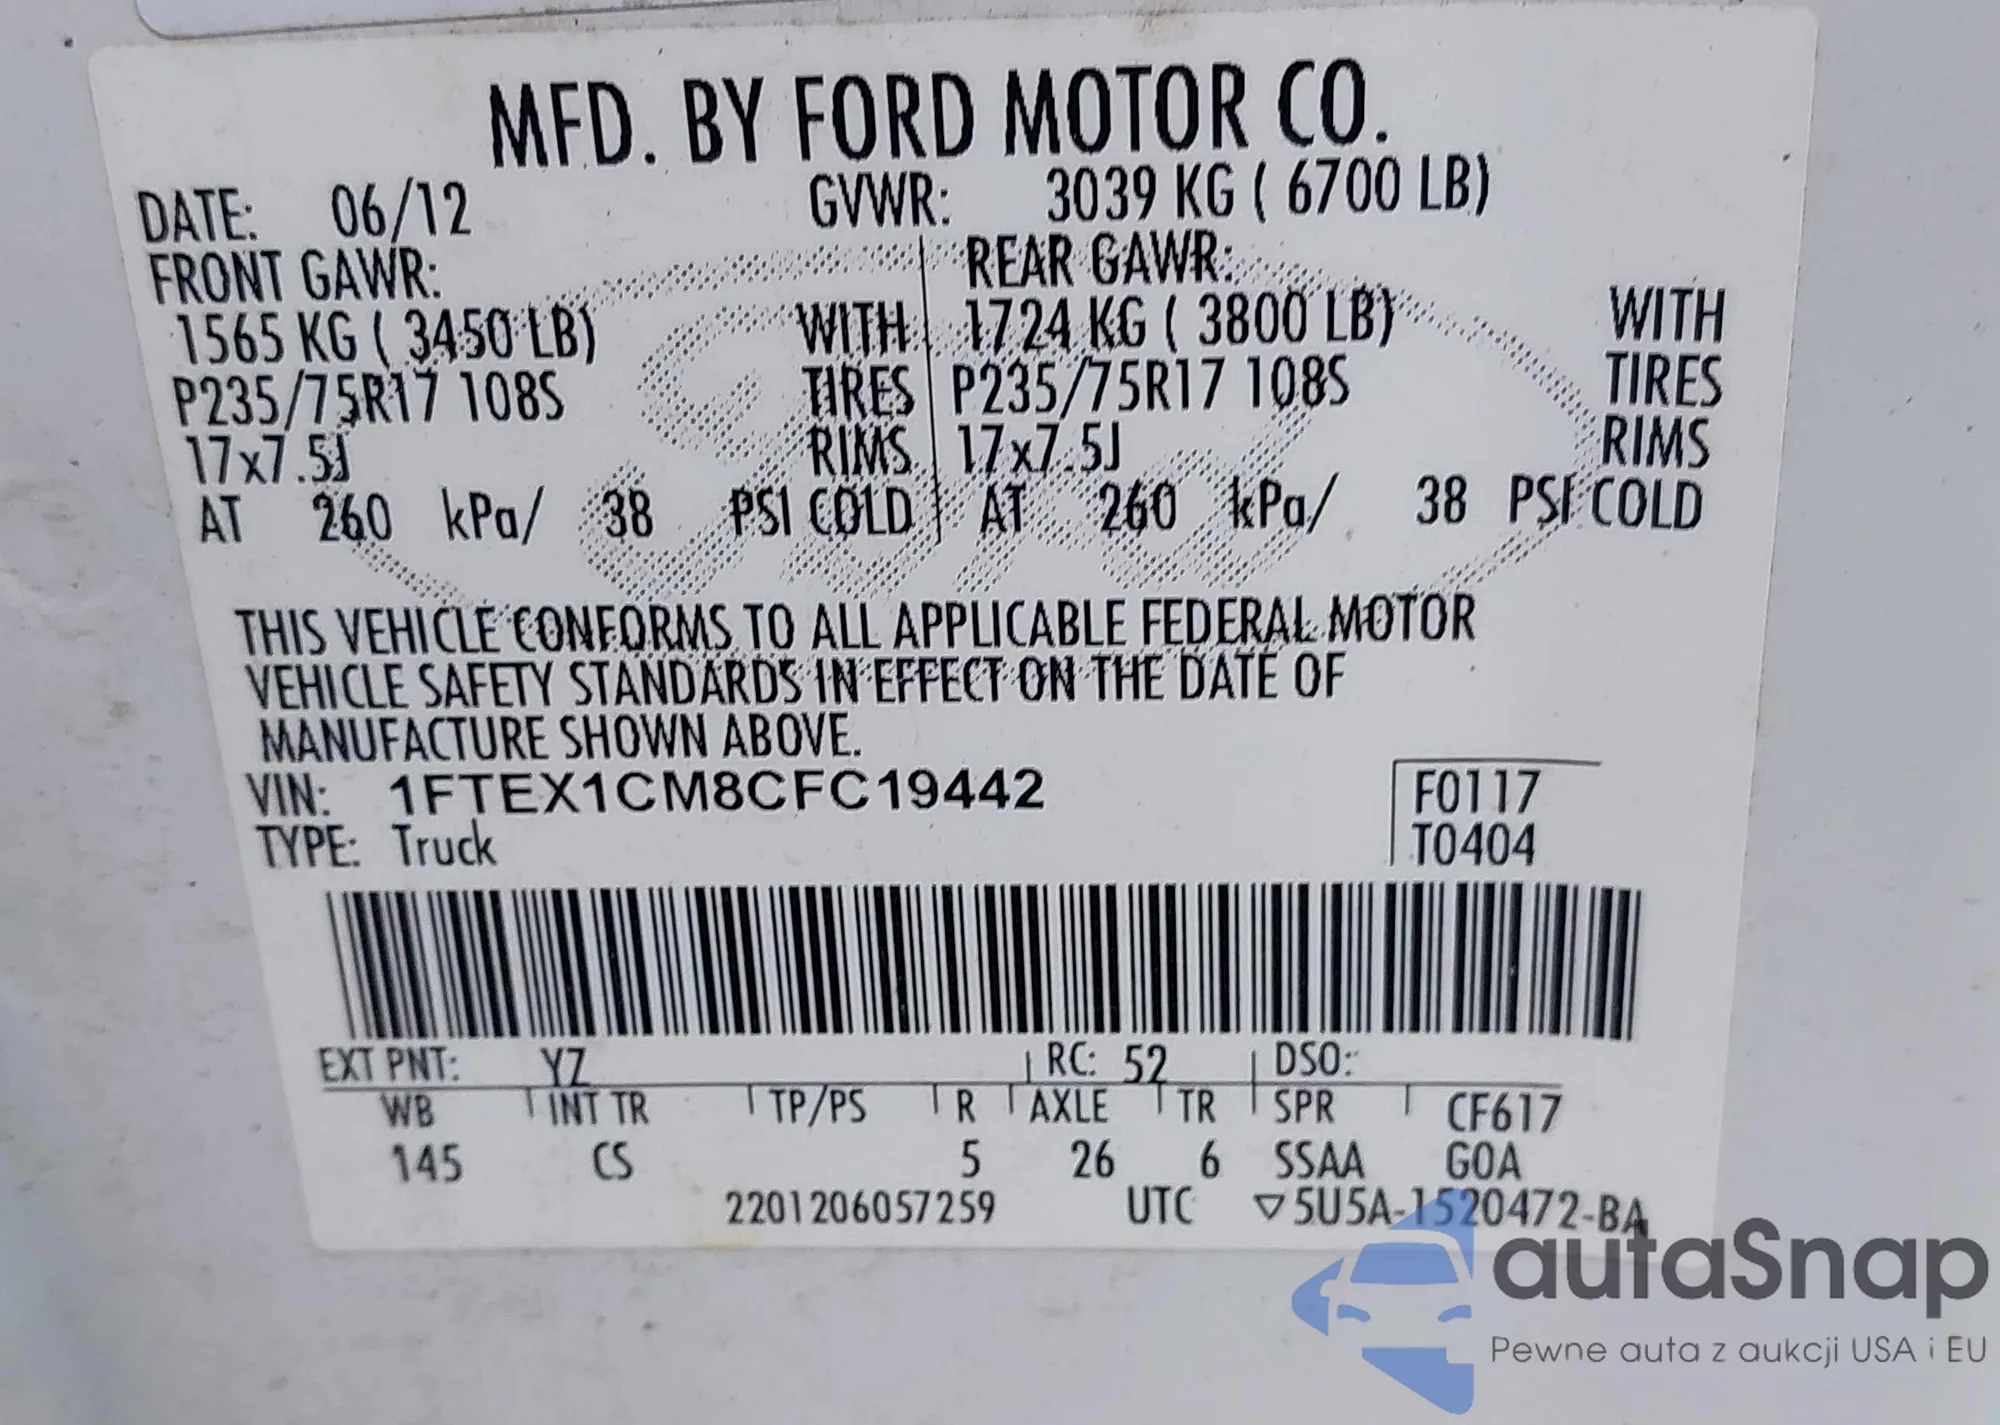 MFD. BY FORD MOTOR CO.
DATE: 06/12 GVWR: 3039 KG ( 6700 LB)
FRONT GAWR: REAR GAWR:
1565 KG ( 3450 LB) WITH 1724 KG ( 3800 LB) WITH
P235/75R17 108S TIRES P235/75R17 108S TIRES
17x7.5J RIMS 17x7.5J RIMS
AT 260 kPa/ 38 PSI COLD AT 260 kPa/ 38 PSI COLD
THIS VEHICLE CONFORMS TO ALL APPLICABLE FEDERAL MOTOR
VEHICLE SAFETY STANDARDS IN EFFECT ON THE DATE OF
MANUFACTURE SHOWN ABOVE.
VIN: 1FTEX1CM8CFC19442 F0117
TYPE: Truck T0404
EXT PNT: YZ RC: 52 DSO:
WB INT TR TP/PS R AXLE TR SPR CF617
145 CS 5 26 6 SSAA GOA
2201206057259 UTC ▽5U5A-1520472-BA
autaSnap
Pewne auta z aukcji USA i EU